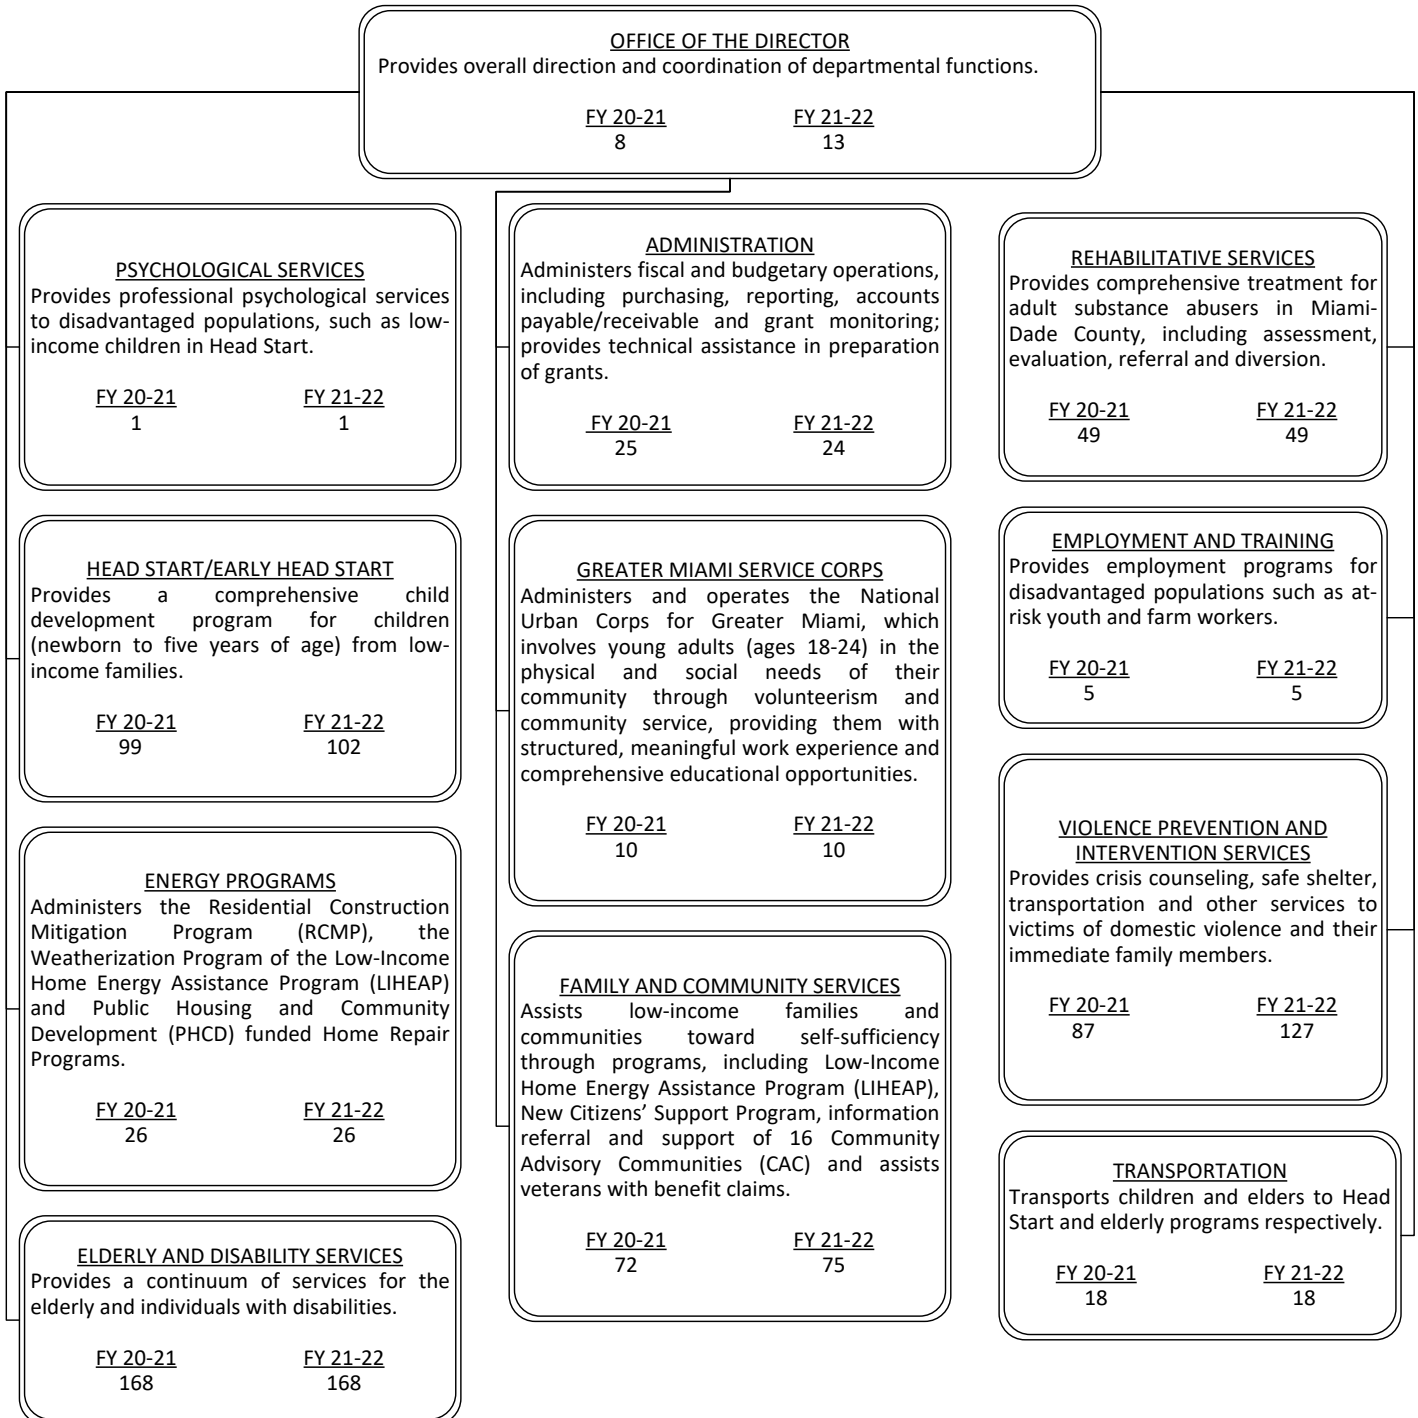 OFFICE OF THE DIRECTOR
Provides overall direction and coordination of departmental functions.
FY 20-21 FY 21-22
8 13
PSYCHOLOGICAL SERVICES
Provides professional psychological services
to disadvantaged populations, such as low-
income children in Head Start.
FY 20-21 FY 21-22
1 1
HEAD START/EARLY HEAD START
Provides a comprehensive child
development program for children
(newborn to five years of age) from low-
income families.
FY 20-21 FY 21-22
99 102
ENERGY PROGRAMS
Administers the Residential Construction
Mitigation Program (RCMP), the
Weatherization Program of the Low-Income
Home Energy Assistance Program (LIHEAP)
and Public Housing and Community
Development (PHCD) funded Home Repair
Programs.
FY 20-21 FY 21-22
26 26
ELDERLY AND DISABILITY SERVICES
Provides a continuum of services for the
elderly and individuals with disabilities.
FY 20-21 FY 21-22
168 168
ADMINISTRATION
Administers fiscal and budgetary operations,
including purchasing, reporting, accounts
payable/receivable and grant monitoring;
provides technical assistance in preparation
of grants.
FY 20-21 FY 21-22
25 24
GREATER MIAMI SERVICE CORPS
Administers and operates the National
Urban Corps for Greater Miami, which
involves young adults (ages 18-24) in the
physical and social needs of their
community through volunteerism and
community service, providing them with
structured, meaningful work experience and
comprehensive educational opportunities.
FY 20-21 FY 21-22
10 10
FAMILY AND COMMUNITY SERVICES
Assists low-income families and
communities toward self-sufficiency
through programs, including Low-Income
Home Energy Assistance Program (LIHEAP),
New Citizens’ Support Program, information
referral and support of 16 Community
Advisory Communities (CAC) and assists
veterans with benefit claims.
FY 20-21 FY 21-22
72 75
REHABILITATIVE SERVICES
Provides comprehensive treatment for
adult substance abusers in Miami-
Dade County, including assessment,
evaluation, referral and diversion.
FY 20-21 FY 21-22
49 49
EMPLOYMENT AND TRAINING
Provides employment programs for
disadvantaged populations such as at-
risk youth and farm workers.
FY 20-21 FY 21-22
5 5
VIOLENCE PREVENTION AND
INTERVENTION SERVICES
Provides crisis counseling, safe shelter,
transportation and other services to
victims of domestic violence and their
immediate family members.
FY 20-21 FY 21-22
87 127
TRANSPORTATION
Transports children and elders to Head
Start and elderly programs respectively.
FY 20-21 FY 21-22
18 18